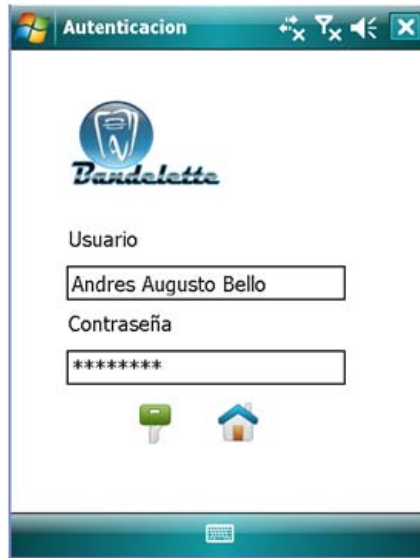 Autenticacion
Bandelette
Usuario
Andres Augusto Bello
Contraseña
********